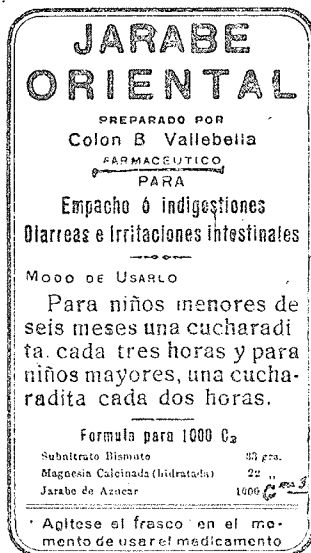 JARABE
ORIENTAL
PREPARADO POR
Colon B Vallebella
FARMACEUTICO
PARA
Empacho ó indigestiones
Diarreas e Irritaciones intestinales
MODO DE USARLO
Para niños menores de
seis meses una cucharadi
ta. cada tres horas y para
niños mayores, una cucha-
radita cada dos horas.
Formula para 1000 C3
Subnitrato Bismuto 33 grs.
Magnesia Calcinada (hidratada) 22 „
Jarabe de Azucar 1000
Agitese el frasco en el mo-
mento de usar el medicamento